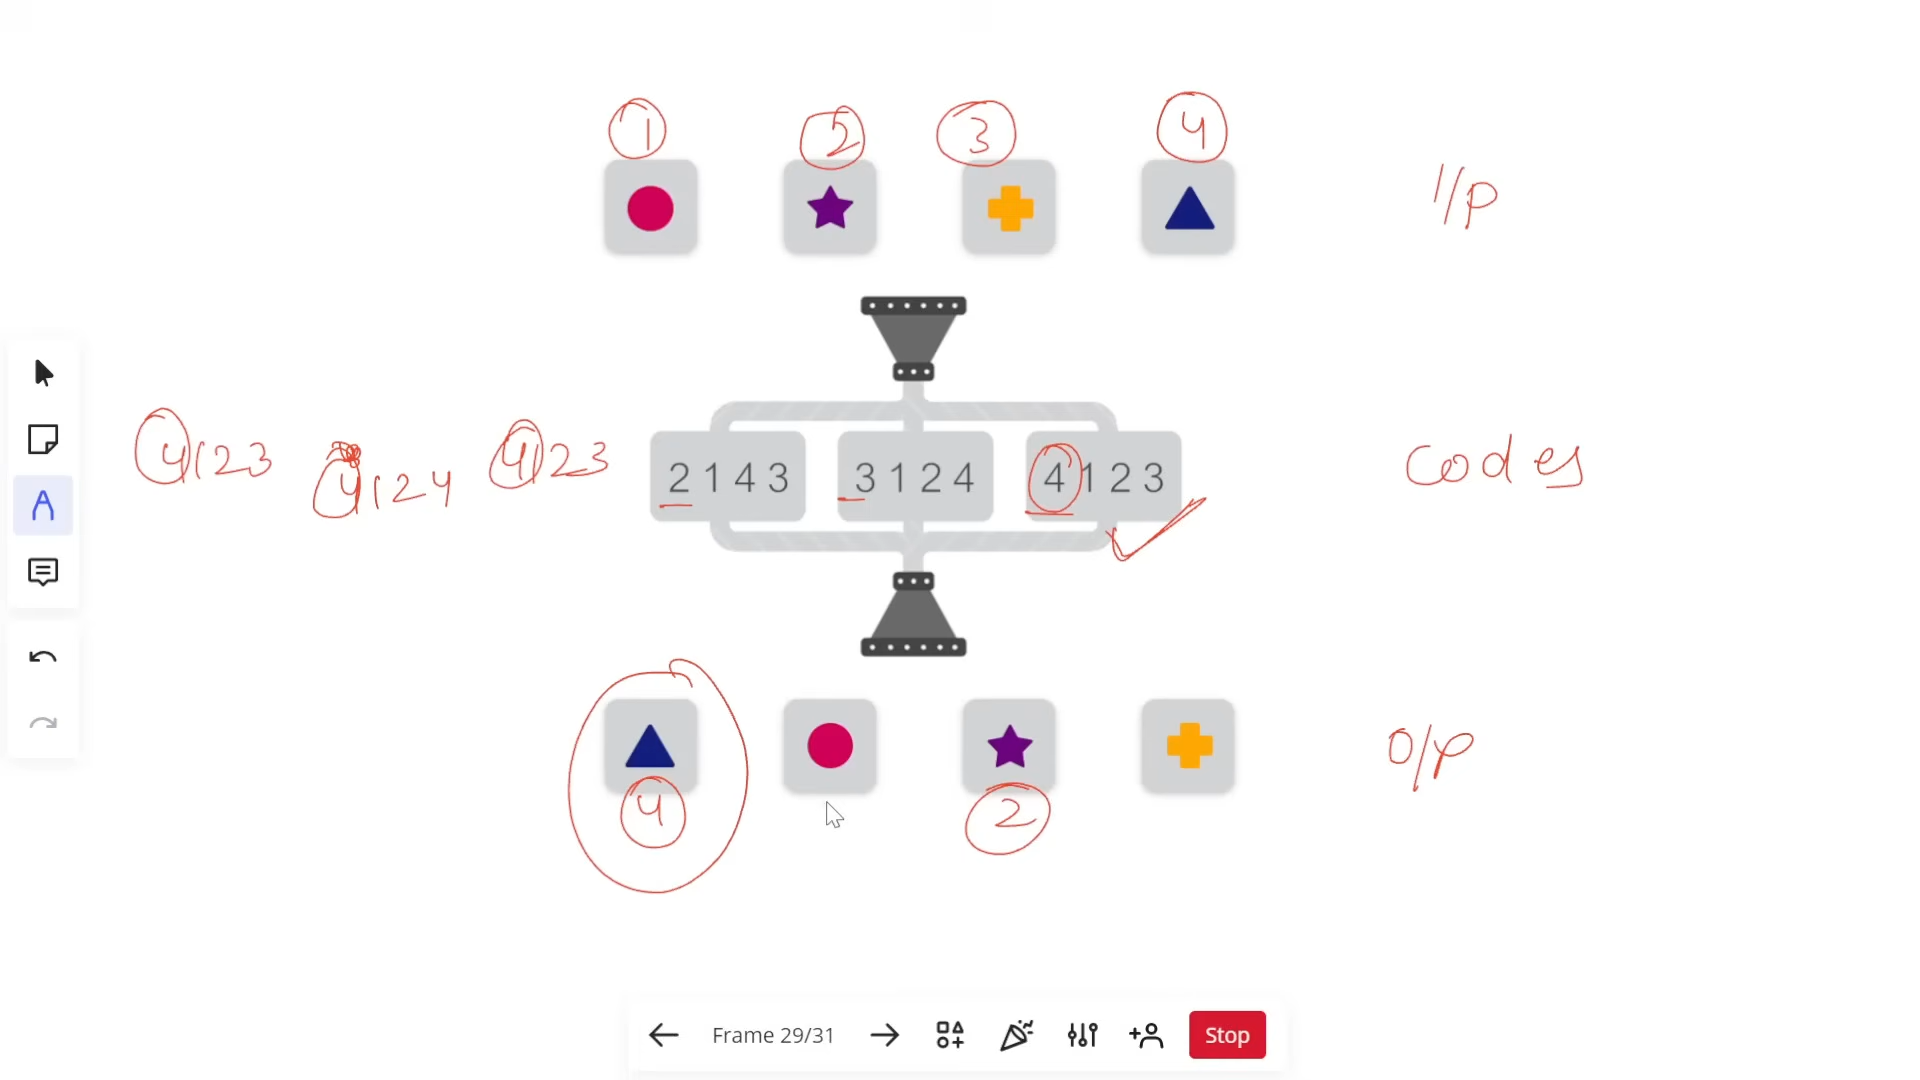 1 2 3 4
I/p
4123 4124 4123 2143 3124 4123 codes
4 2
O/p
Frame 29/31 Stop